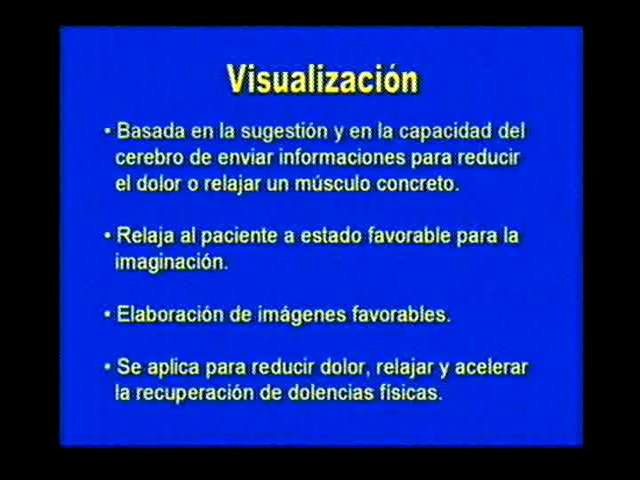 Visualización
• Basada en la sugestión y en la capacidad del
cerebro de enviar informaciones para reducir
el dolor o relajar un músculo concreto.
• Relaja al paciente a estado favorable para la
imaginación.
• Elaboración de imágenes favorables.
• Se aplica para reducir dolor, relajar y acelerar
la recuperación de dolencias físicas.